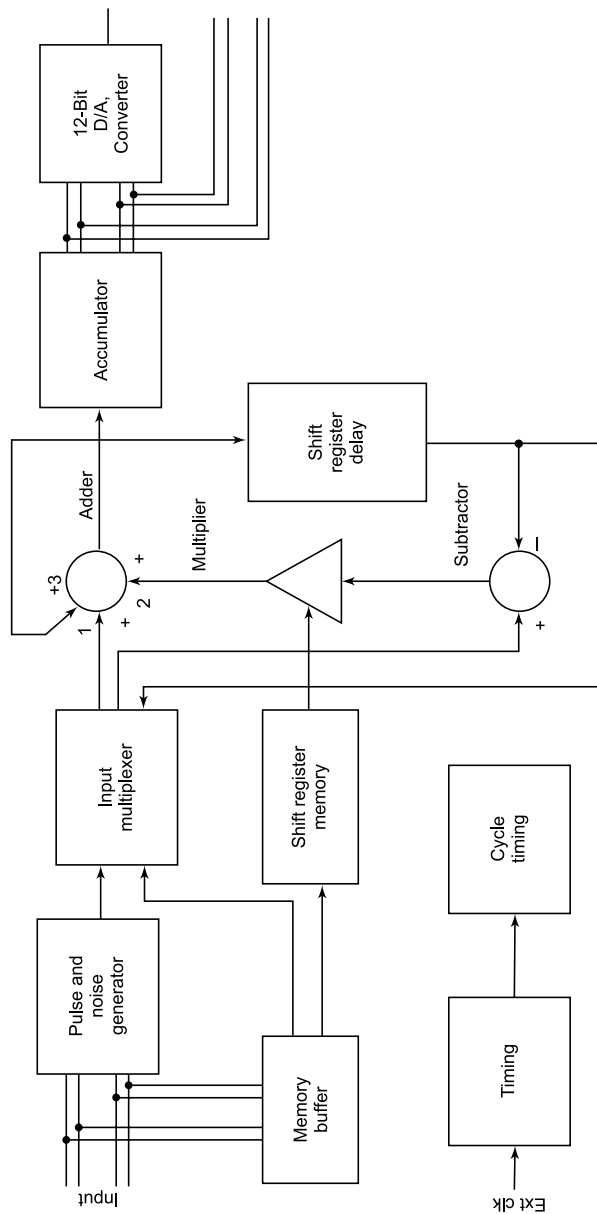 Input
Pulse and
noise
generator
Input
multiplexer
1
+3
+
2
+
Adder
Accumulator
12-Bit
D/A,
Converter
Memory
buffer
Shift register
memory
Multiplier
Shift
register
delay
+
−
Subtractor
Ext clk
Timing
Cycle
timing